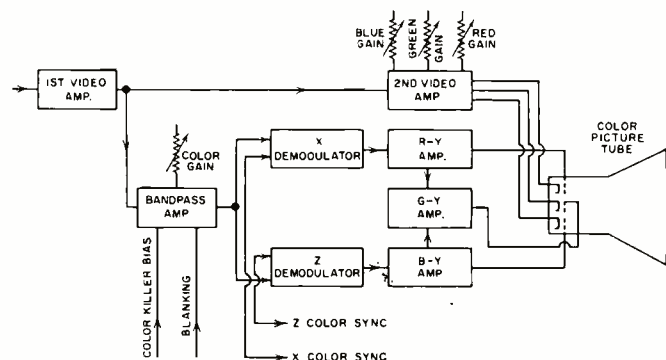 BLUE
GAIN
GREEN
GAIN
RED
GAIN
1ST VIDEO
AMP.
2ND VIDEO
AMP
COLOR
PICTURE
TUBE
COLOR
GAIN
X
DEMODULATOR
R-Y
AMP.
BANDPASS
AMP
G-Y
AMP.
Z
DEMODULATOR
B-Y
AMP
COLOR KILLER BIAS
BLANKING
Z COLOR SYNC
X COLOR SYNC